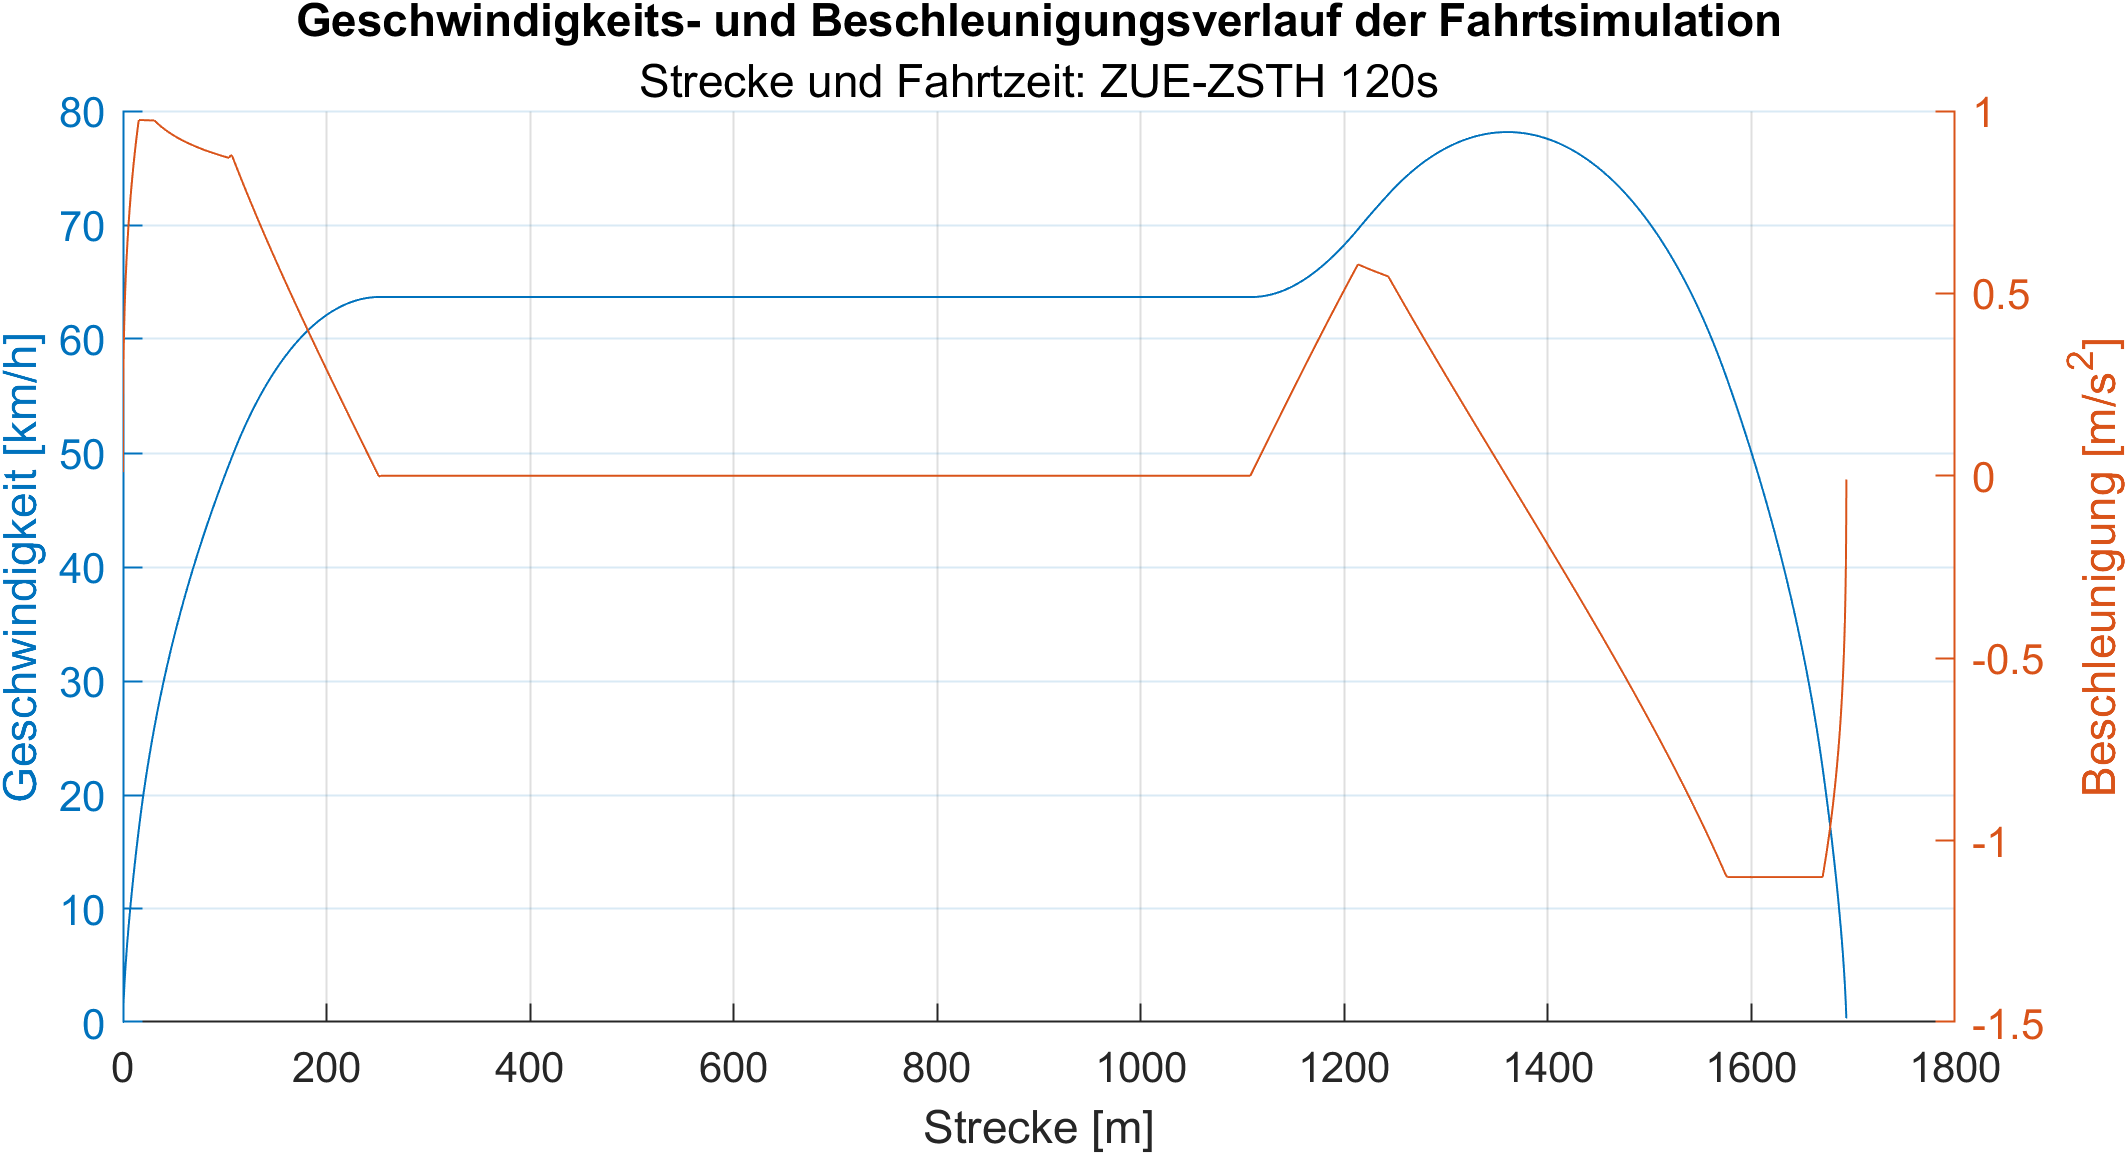 Geschwindigkeits- und Beschleunigungsverlauf der Fahrtsimulation
Strecke und Fahrtzeit: ZUE-ZSTH 120s
Geschwindigkeit [km/h]
80
70
60
50
40
30
20
10
0
0 200 400 600 800 1000 1200 1400 1600 1800
Strecke [m]
1
0.5
0
-0.5
-1
-1.5
Beschleunigung [m/s²]